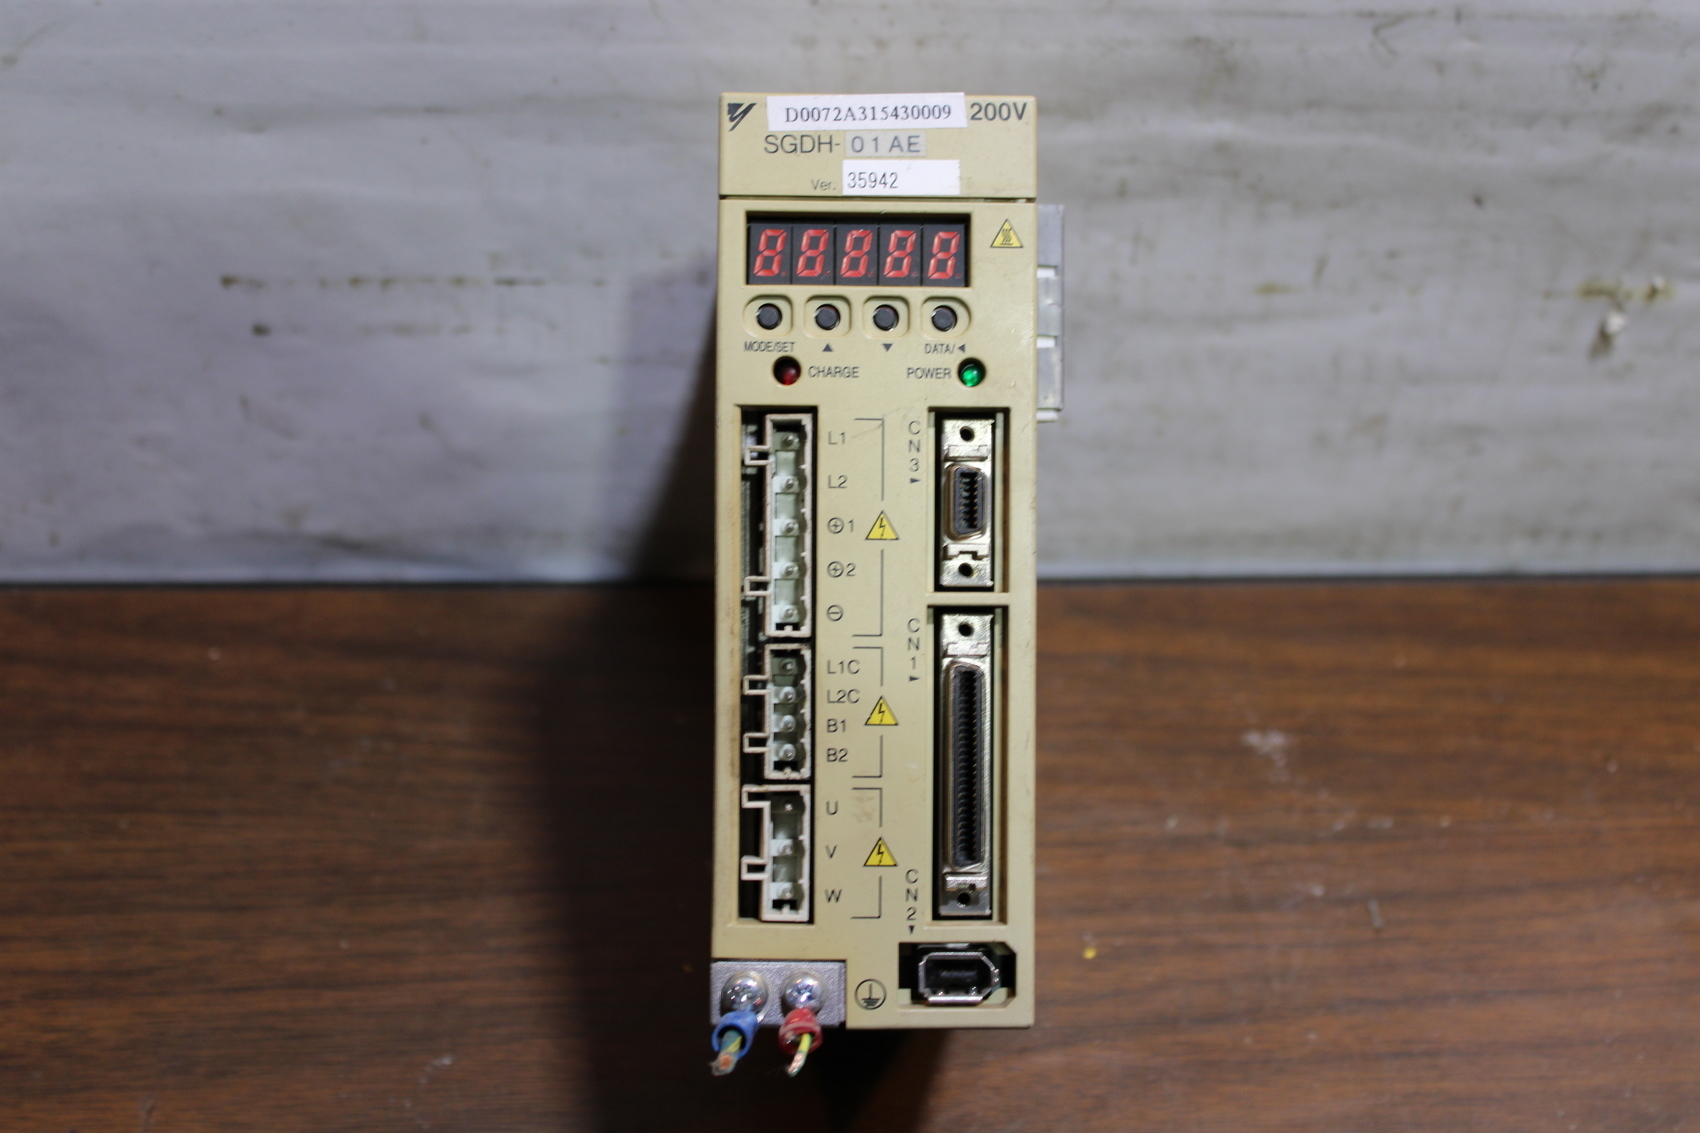 D0072A315430009 200V
SGDH-01AE
Ver. 35942
88888
MODE/SET ▲ ▼ DATA/◀
CHARGE POWER
L1
L2
⊕1
⊕2
⊖
L1C
L2C
B1
B2
U
V
W
CN3▼
CN1▼
CN2▼